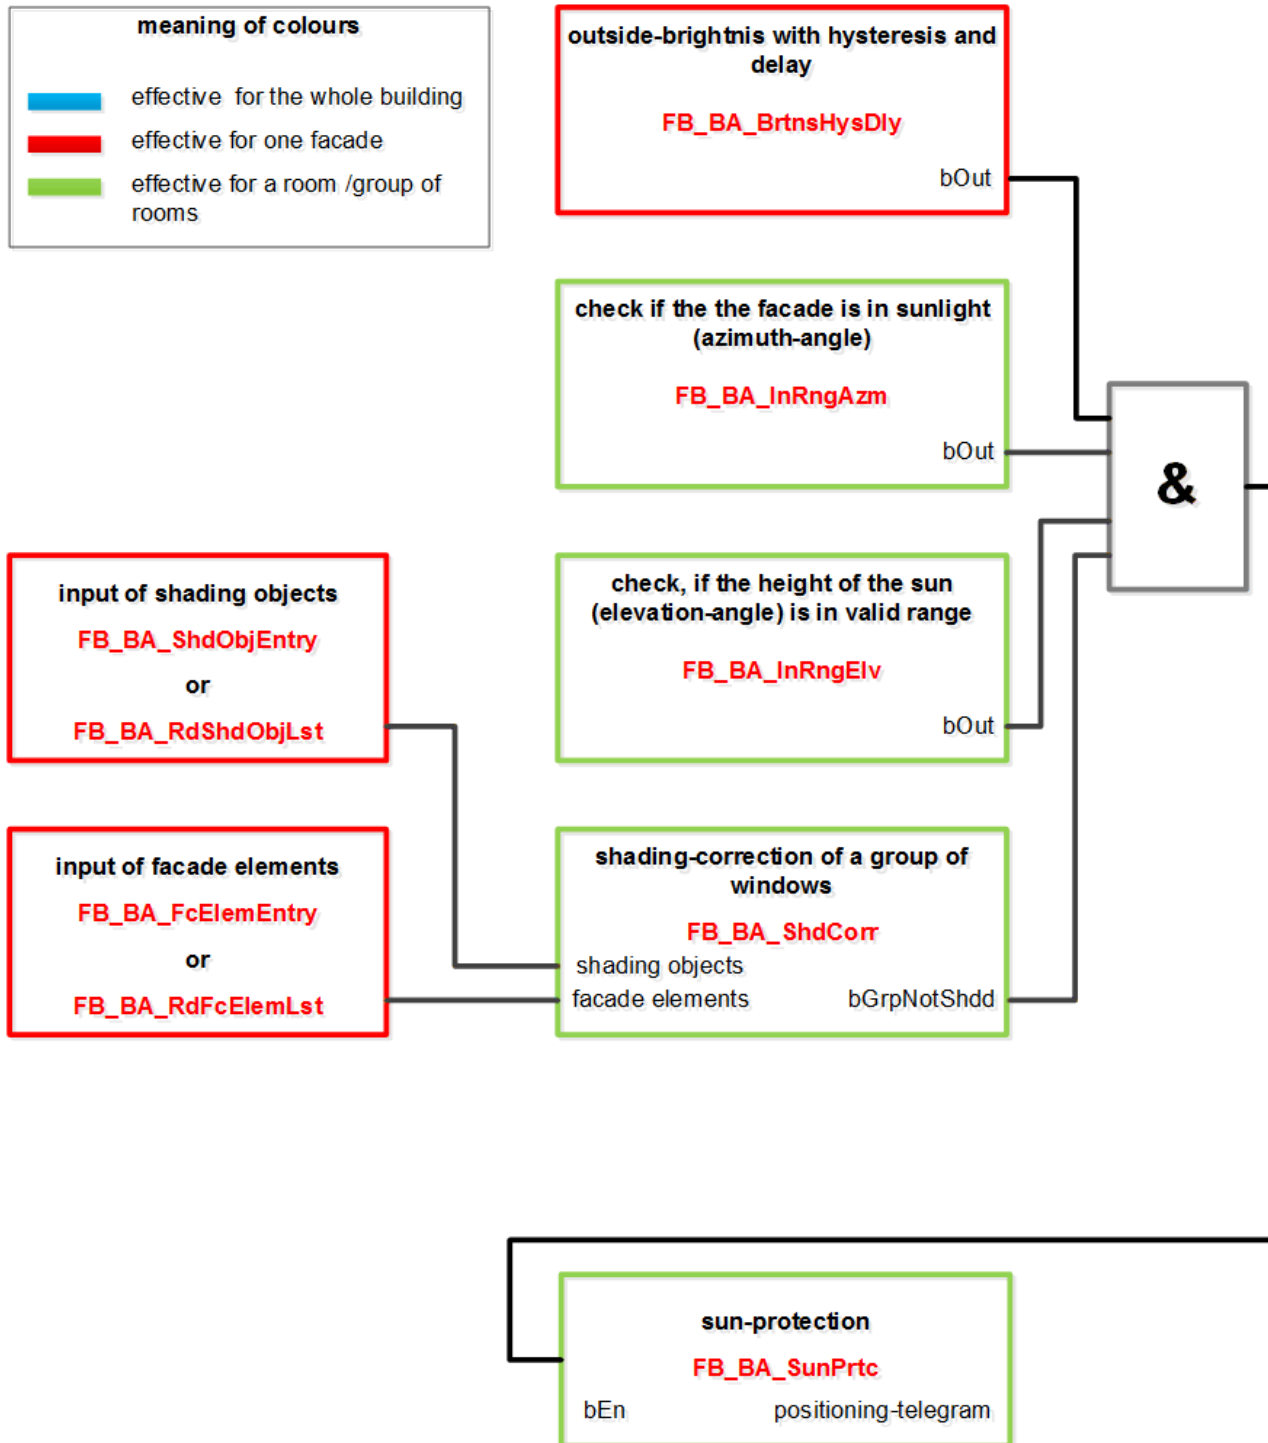 meaning of colours
effective for the whole building
effective for one facade
effective for a room /group of
rooms
outside-brightnis with hysteresis and
delay
FB_BA_BrtnsHysDly
bOut
check if the the facade is in sunlight
(azimuth-angle)
FB_BA_InRngAzm
bOut
&
input of shading objects
FB_BA_ShdObjEntry
or
FB_BA_RdShdObjLst
check, if the height of the sun
(elevation-angle) is in valid range
FB_BA_InRngElv
bOut
input of facade elements
FB_BA_FcElemEntry
or
FB_BA_RdFcElemLst
shading-correction of a group of
windows
FB_BA_ShdCorr
shading objects
facade elements bGrpNotShdd
sun-protection
FB_BA_SunPrtc
bEn positioning-telegram